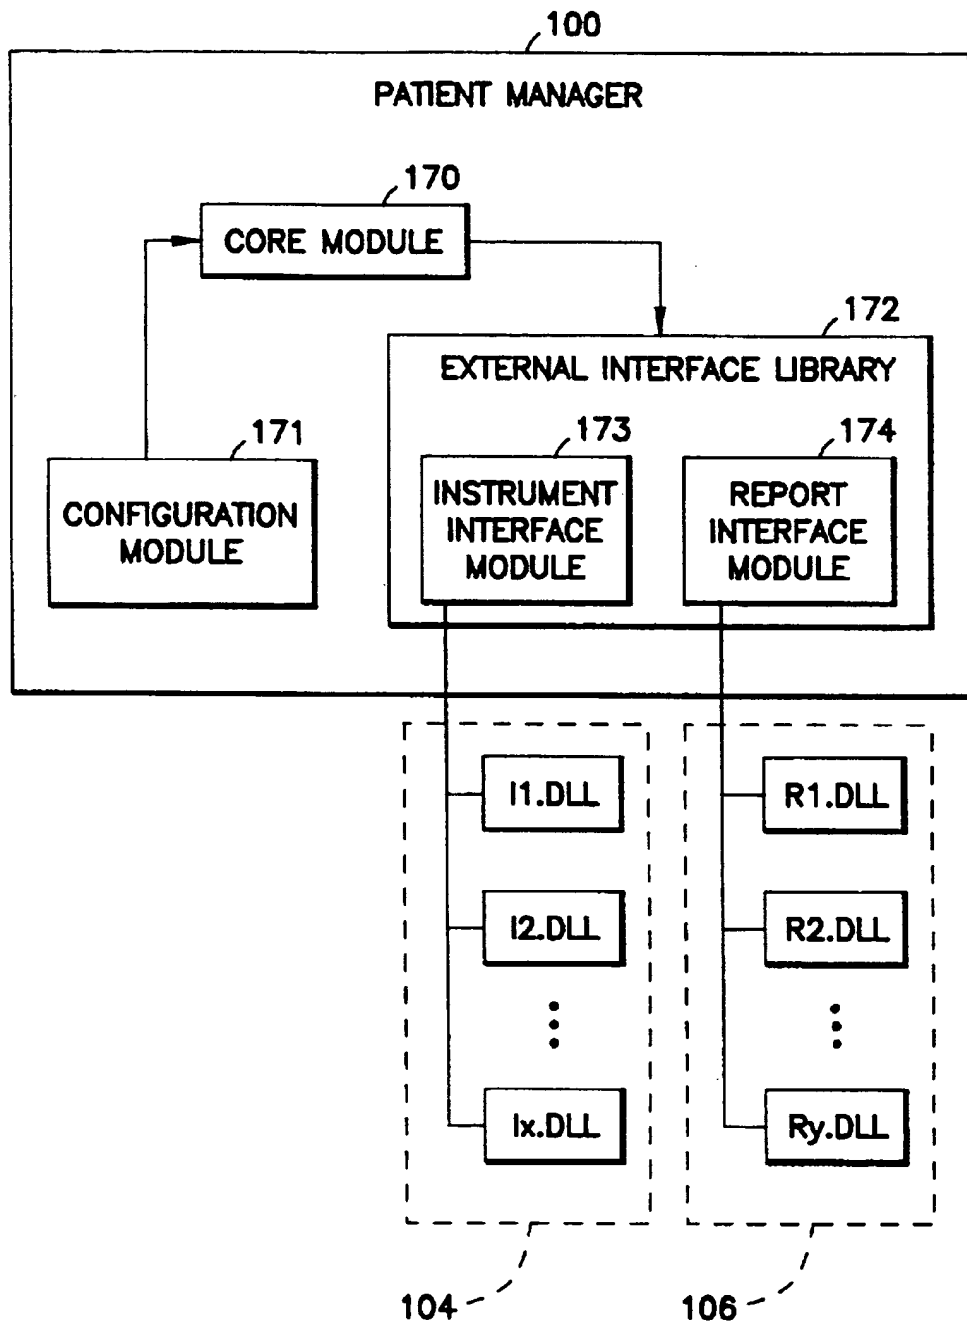 100
PATIENT MANAGER
170
CORE MODULE
172
EXTERNAL INTERFACE LIBRARY
171
CONFIGURATION
MODULE
173
INSTRUMENT
INTERFACE
MODULE
174
REPORT
INTERFACE
MODULE
I1.DLL
R1.DLL
I2.DLL
R2.DLL
Ix.DLL
Ry.DLL
104
106